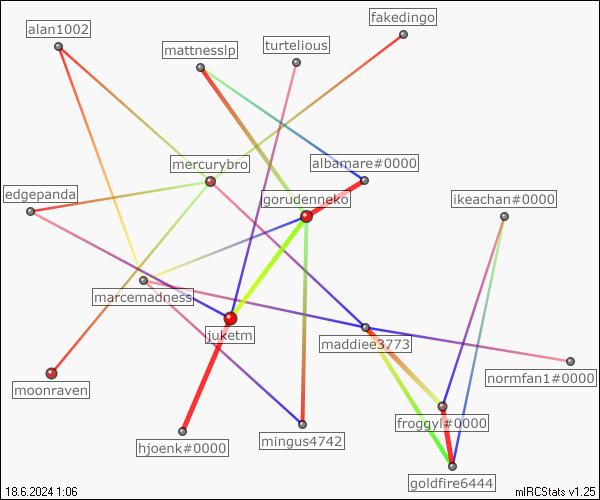 fakedingo
alan1002
turtelious
mattnesslp
albamare#0000
mercurybro
edgepanda
gorudenneko
ikeachan#0000
marcemadness
juketm
maddiee3773
normfan1#0000
moonraven
froggyl#0000
mingus4742
hjoenk#0000
goldfire6444
18.6.2024 1:06
mIRCStats v1.25